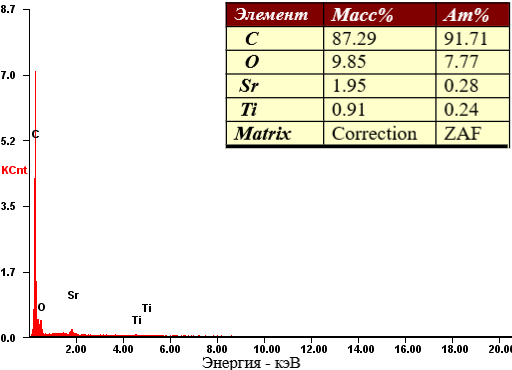 8.7
Элемент Масс% Ат%
C 87.29 91.71
O 9.85 7.77
Sr 1.95 0.28
Ti 0.91 0.24
Matrix Correction ZAF
7.0
5.2
C
KCnt
3.5
1.7
O Sr Ti Ti
0.0
2.00 4.00 6.00 8.00 10.00 12.00 14.00 16.00 18.00 20.0
Энергия - кэВ